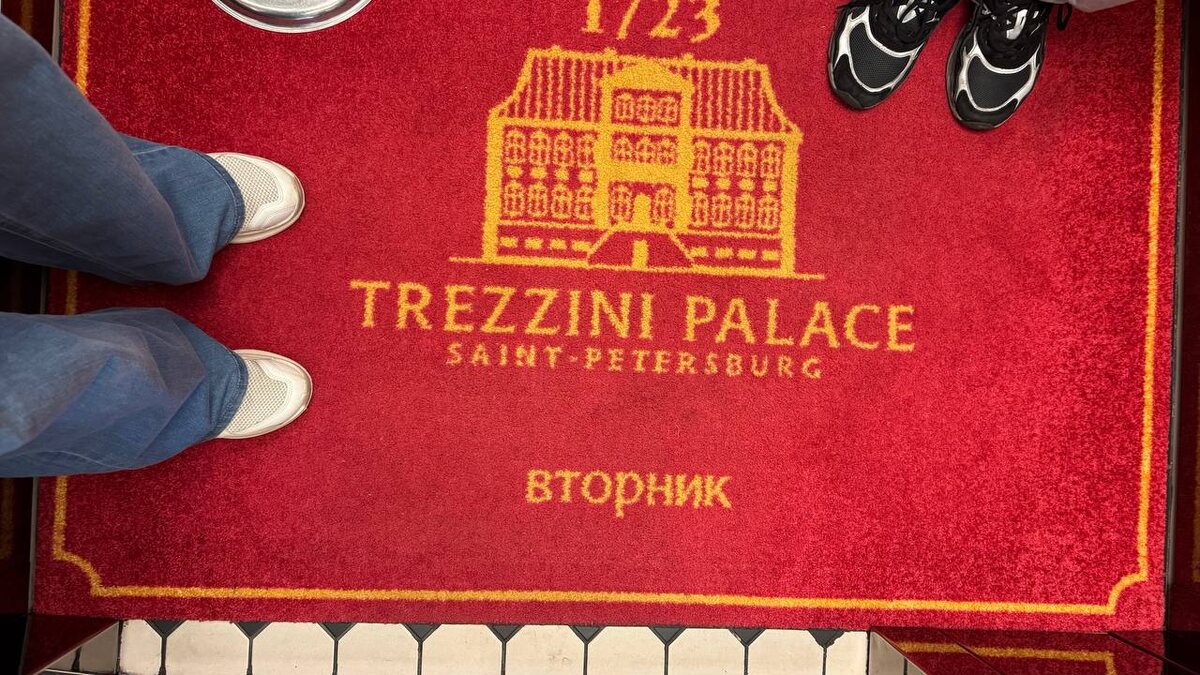 1723
TREZZINI PALACE
SAINT-PETERSBURG
вторник